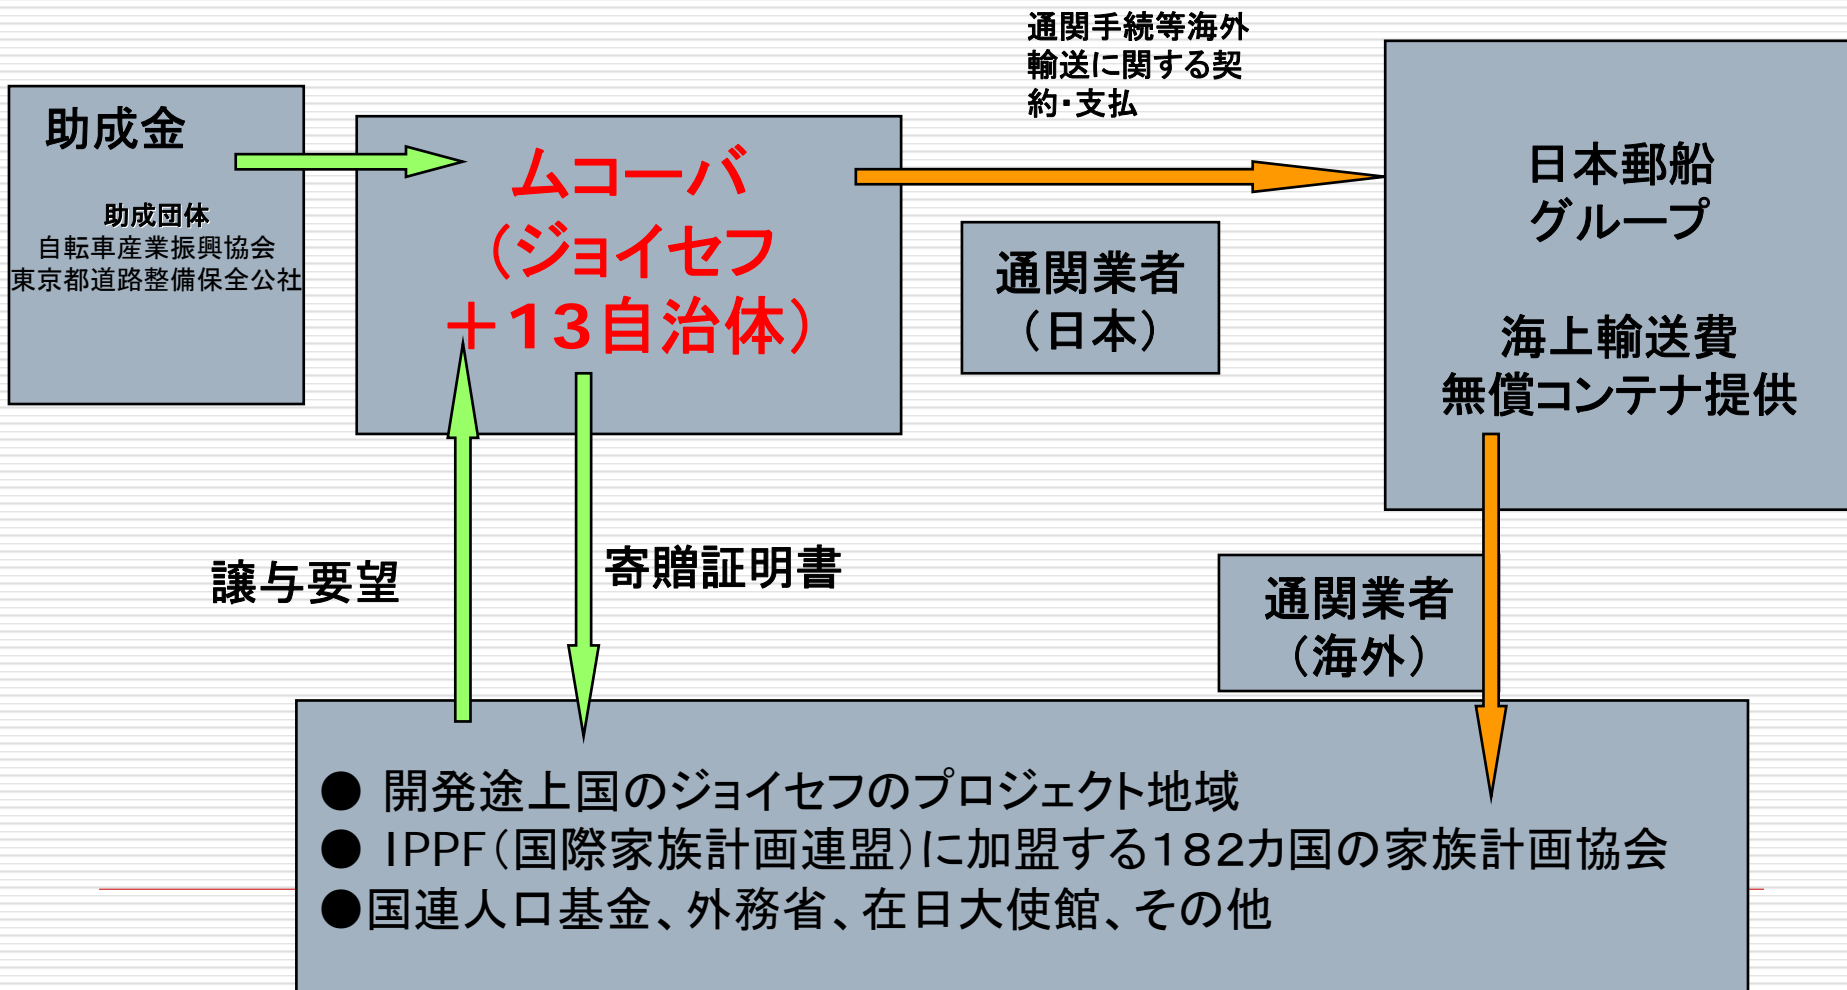 通関手続等海外
輸送に関する契
約・支払
助成金
助成団体
自転車産業振興協会
東京都道路整備保全公社
ムコーバ
（ジョイセフ
＋１３自治体）
通関業者
（日本）
日本郵船
グループ
海上輸送費
無償コンテナ提供
譲与要望
寄贈証明書
通関業者
（海外）
● 開発途上国のジョイセフのプロジェクト地域
● IPPF（国際家族計画連盟）に加盟する１８２カ国の家族計画協会
●国連人口基金、外務省、在日大使館、その他